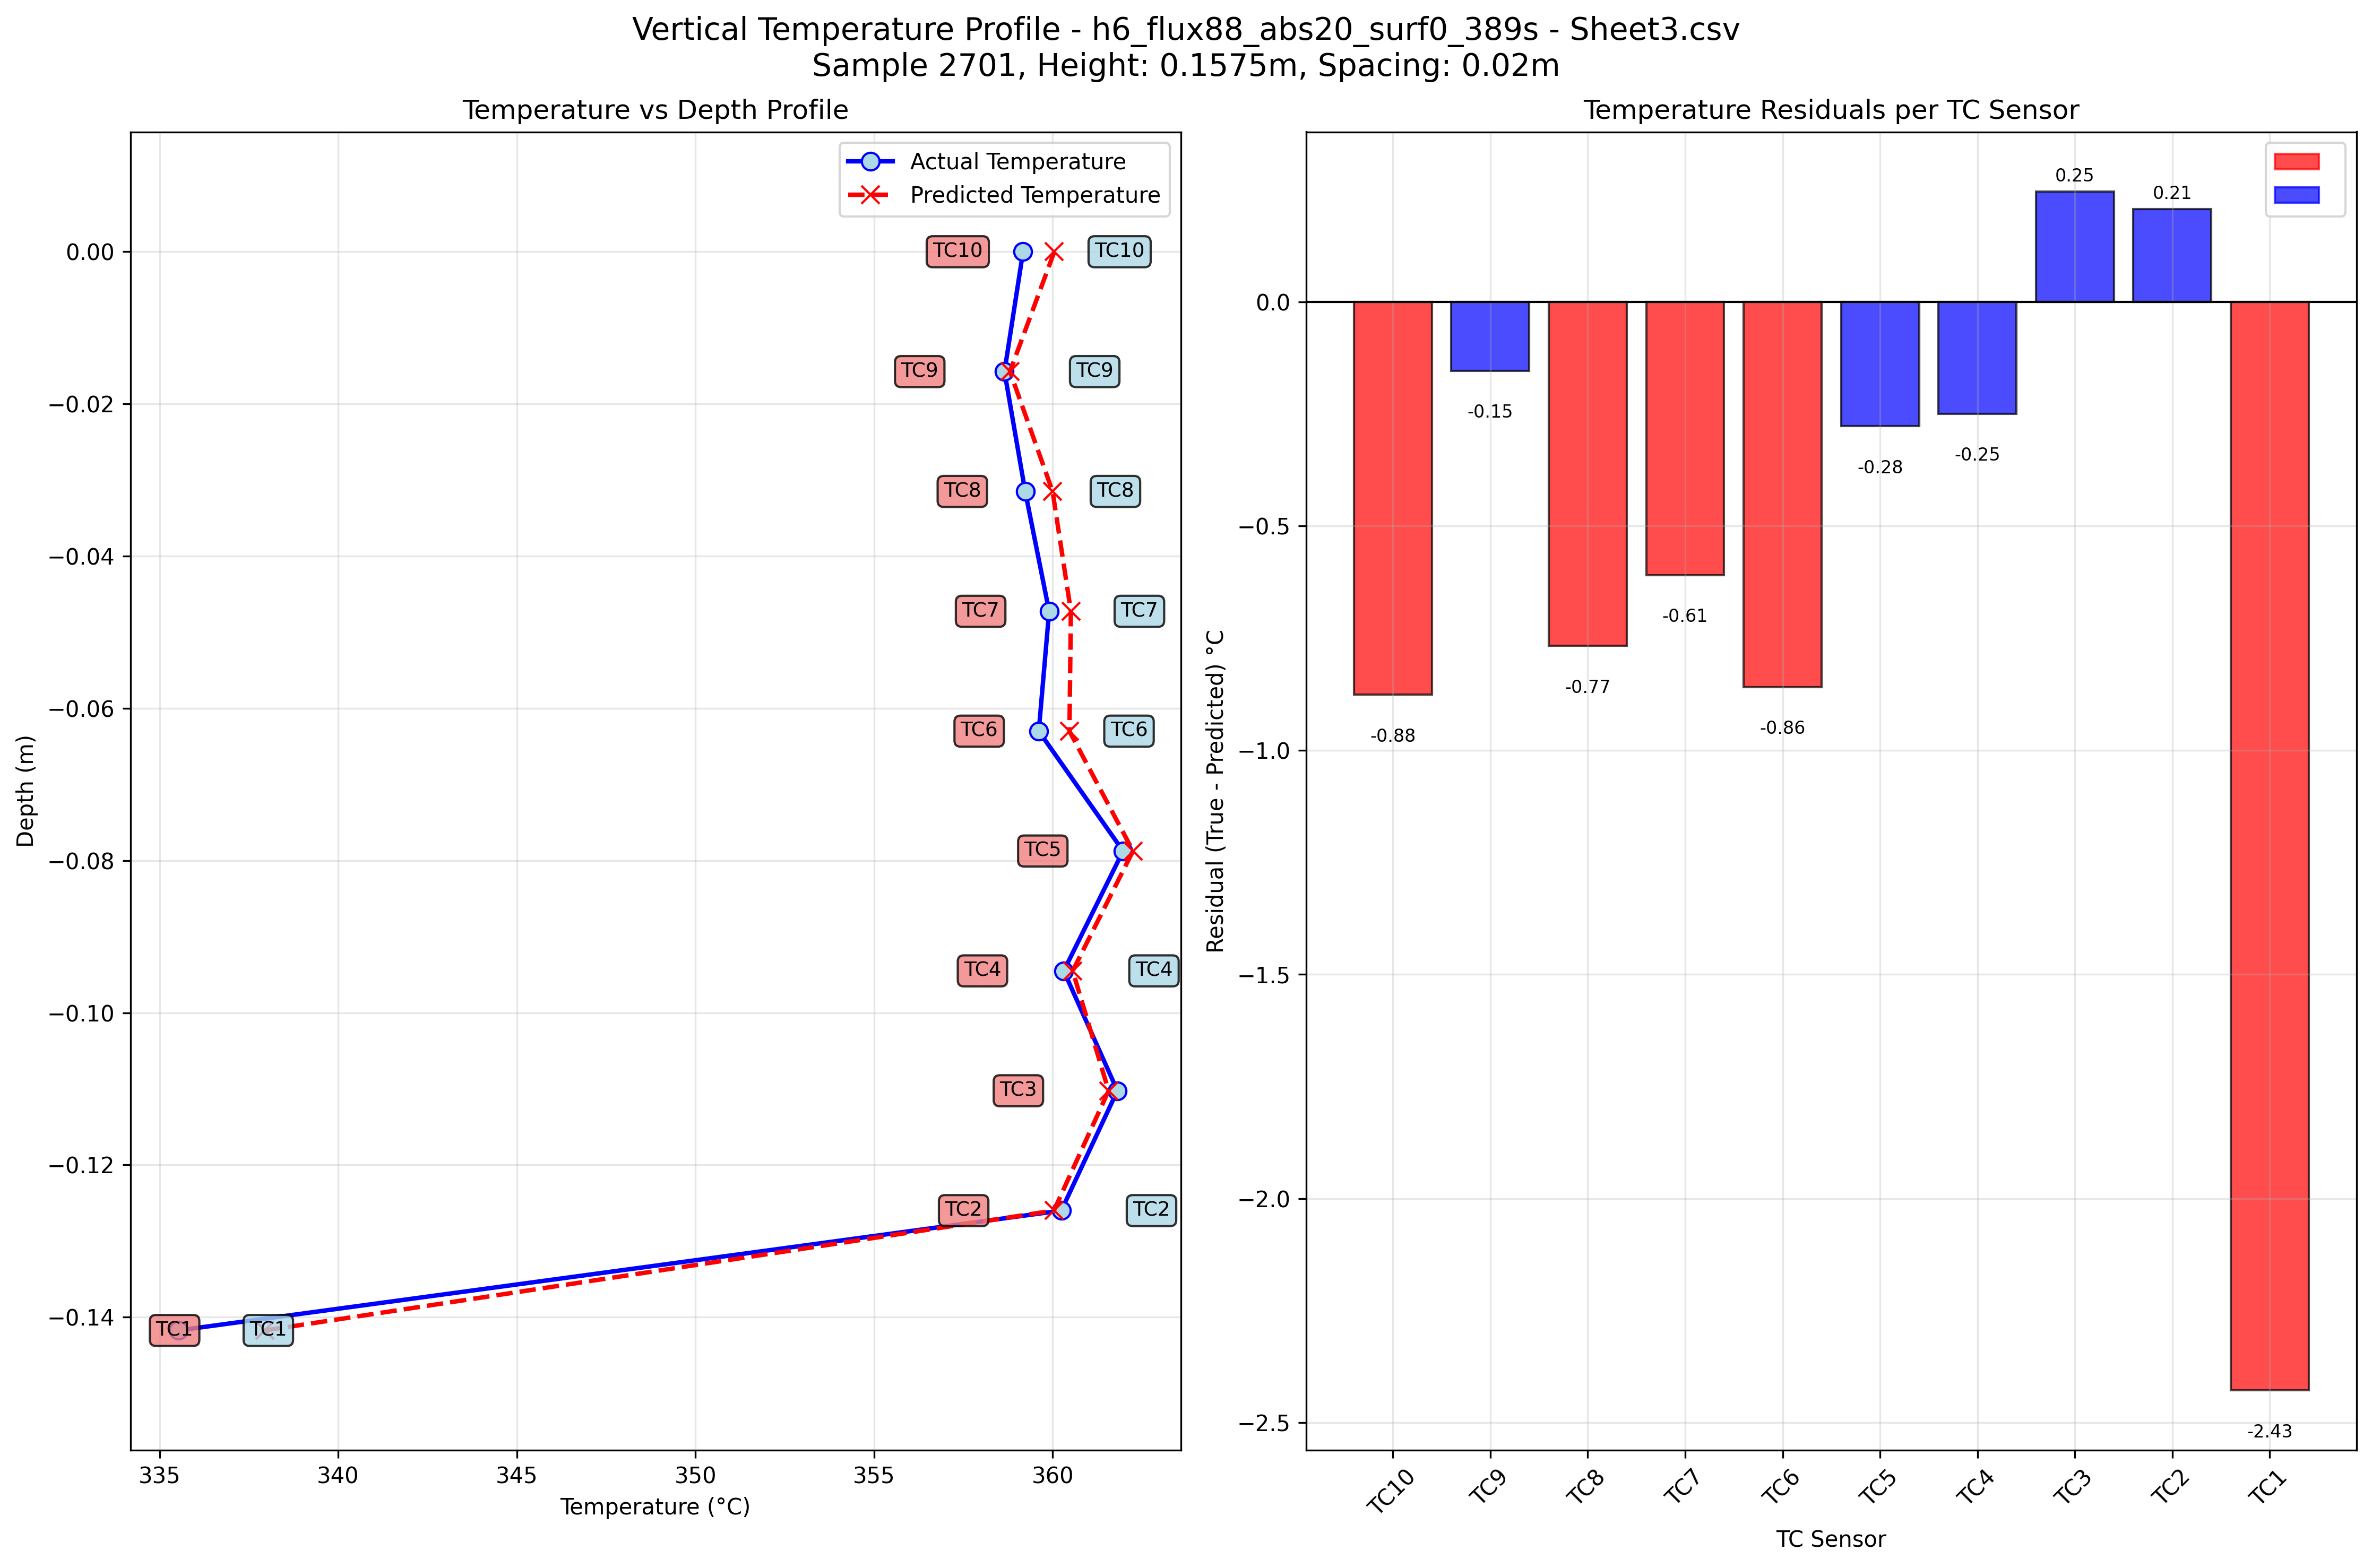 Vertical Temperature Profile - h6_flux88_abs20_surf0_389s - Sheet3.csv
Sample 2701, Height: 0.1575m, Spacing: 0.02m
Temperature vs Depth Profile
Actual Temperature
Predicted Temperature
TC10
TC10
TC9
TC9
TC8
TC8
TC7
TC7
TC6
TC6
TC5
TC4
TC4
TC3
TC2
TC2
TC1
TC1
0.00
−0.02
−0.04
−0.06
−0.08
−0.10
−0.12
−0.14
Depth (m)
335
340
345
350
355
360
Temperature (°C)
Temperature Residuals per TC Sensor
0.25
0.21
-0.15
-0.28
-0.25
-0.61
-0.77
-0.88
-0.86
-2.43
0.0
−0.5
−1.0
−1.5
−2.0
−2.5
Residual (True - Predicted) °C
TC10
TC9
TC8
TC7
TC6
TC5
TC4
TC3
TC2
TC1
TC Sensor